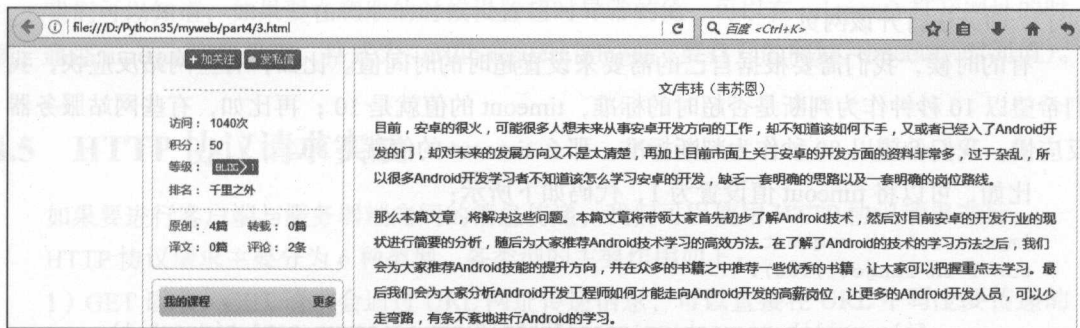 file:///D:/Python35/myweb/part4/3.html
百度 <Ctrl+K>
+加关注 发私信
访问：1040次
积分：50
等级：BLOG 1
排名：千里之外
原创：4篇 转载：0篇
译文：0篇 评论：2条
我的课程 更多
文/韦玮（韦苏恩）
目前，安卓的很火，可能很多人想未来从事安卓开发方向的工作，却不知道该如何下手，又或者已经入了Android开
发的门，却对未来的发展方向又不是太清楚，再加上目前市面上关于安卓的开发方面的资料非常多，过于杂乱，所
以很多Android开发学习者不知道该怎么学习安卓的开发，缺乏一套明确的思路以及一套明确的岗位路线。
那么本篇文章，将解决这些问题。本篇文章将带领大家首先初步了解Android技术，然后对目前安卓的开发行业的现
状进行简要的分析，随后为大家推荐Android技术学习的高效方法。在了解了Android的技术的学习方法之后，我们
会为大家推荐Android技能的提升方向，并在众多的书籍之中推荐一些优秀的书籍，让大家可以把握重点去学习。最
后我们会为大家分析Android开发工程师如何才能走向Android开发的高薪岗位，让更多的Android开发人员，可以少
走弯路，有条不紊地进行Android的学习。